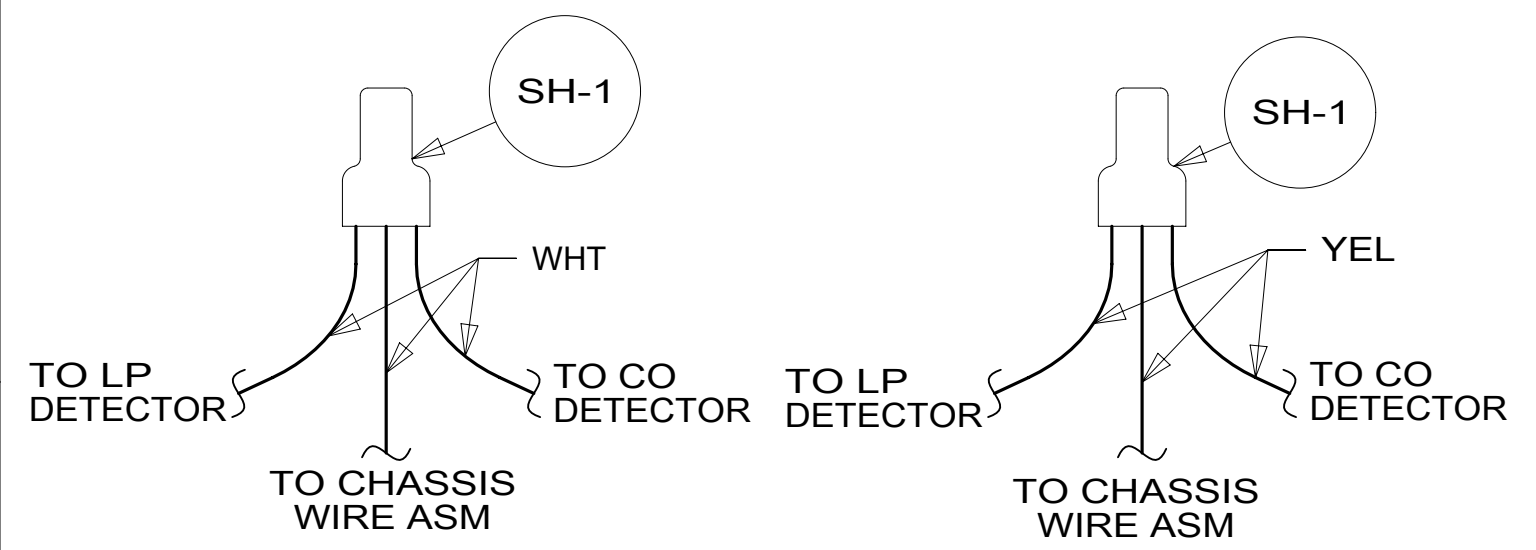 SH-1
WHT
TO LP
DETECTOR
TO CO
DETECTOR
TO CHASSIS
WIRE ASM
SH-1
YEL
TO LP
DETECTOR
TO CO
DETECTOR
TO CHASSIS
WIRE ASM